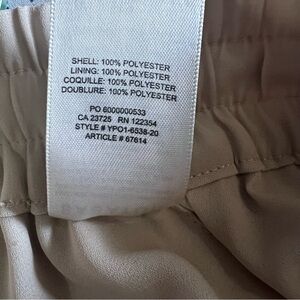 SHELL: 100% POLYESTER
LINING: 100% POLYESTER
COQUILLE: 100% POLYESTER
DOUBLURE: 100% POLYESTER
PO 6000000533
CA 23725 RN 122354
STYLE # YPO1-6538-20
ARTICLE # 67614